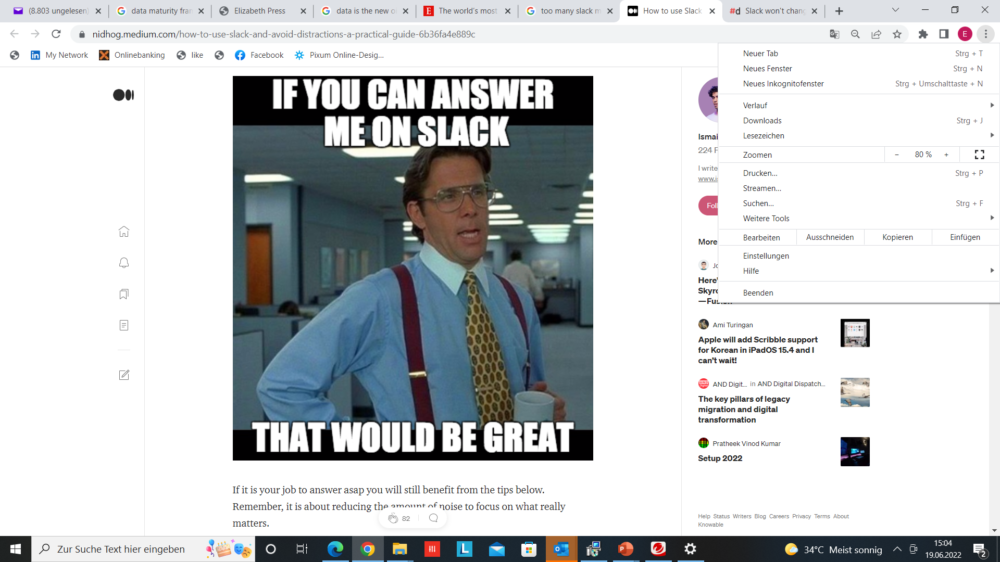 (8.803 ungelesen)
data maturity fran
Elizabeth Press
data is the new oi
The world's most
too many slack m
How to use Slack
#d
Slack won't chang
nidhog.medium.com/how-to-use-slack-and-avoid-distractions-a-practical-guide-6b36fa4e889c
E
My Network
Onlinebanking
like
Facebook
Pixum Online-Desig...
IF YOU CAN ANSWER
ME ON SLACK
THAT WOULD BE GREAT
If it is your job to answer asap you will still benefit from the tips below.
Remember, it is about reducing the amount of noise to focus on what really
matters.
82
Ismai
224 F
I write
www.i
Foll
More
Jo
Here'
Skyro
—Fusion
Ami Turingan
Apple will add Scribble support
for Korean in iPadOS 15.4 and I
can't wait!
AND Digit... in AND Digital Dispatch...
The key pillars of legacy
migration and digital
transformation
Pratheek Vinod Kumar
Setup 2022
Help Status Writers Blog Careers Privacy Terms About
Knowable
Neuer Tab Strg + T
Neues Fenster Strg + N
Neues Inkognitofenster Strg + Umschalttaste + N
Verlauf
Downloads Strg + J
Lesezeichen
Zoomen - 80 % +
Drucken... Strg + P
Streamen...
Suchen... Strg + F
Weitere Tools
Bearbeiten Ausschneiden Kopieren Einfügen
Einstellungen
Hilfe
Beenden
Zur Suche Text hier eingeben
34°C Meist sonnig
15:04
19.06.2022
2